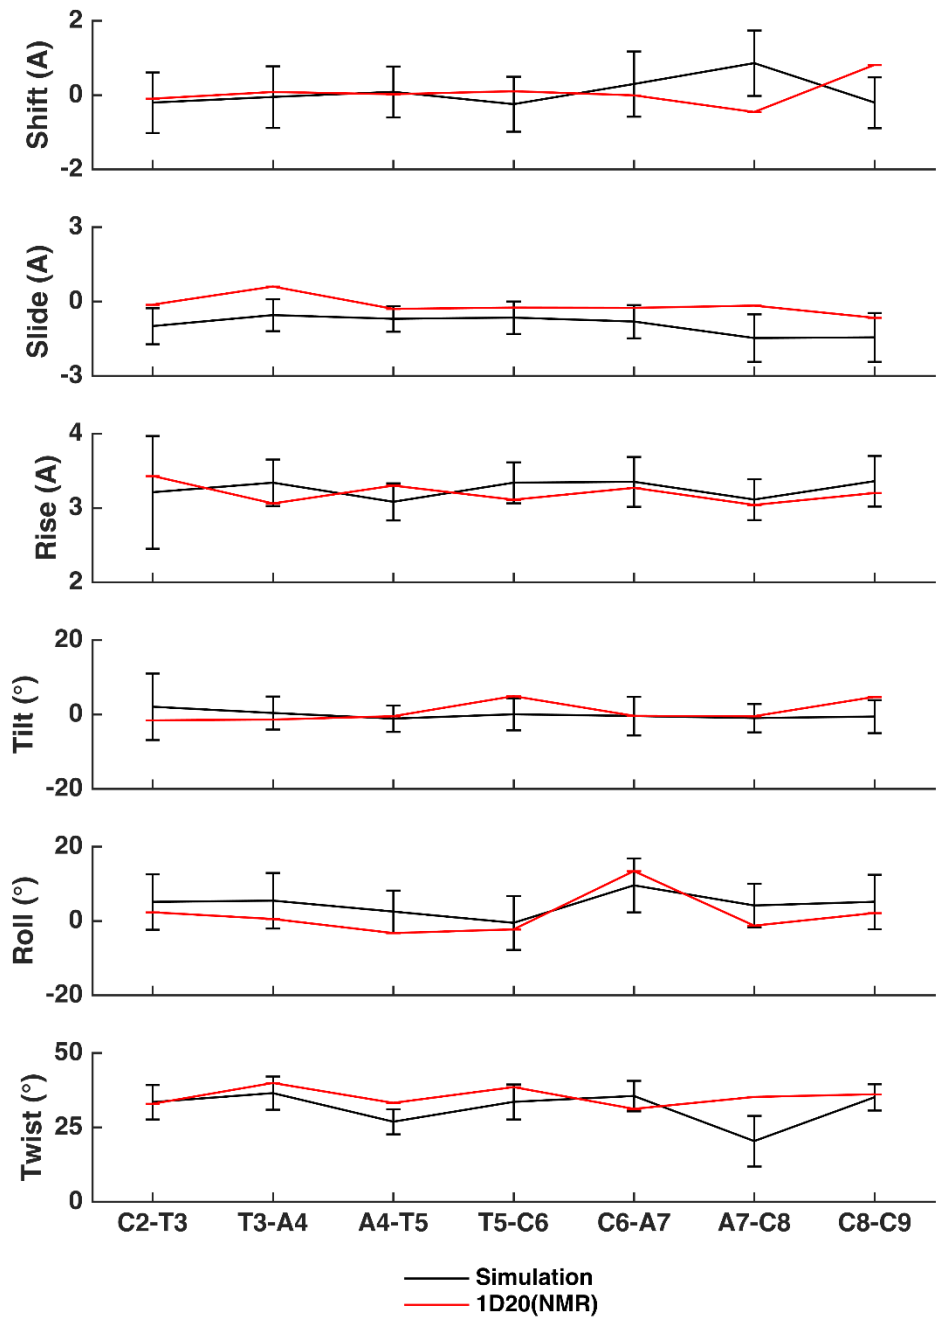 Shift (A)
2
0
-2
Slide (A)
3
0
-3
Rise (A)
4
3
2
Tilt (°)
20
0
-20
Roll (°)
20
0
-20
Twist (°)
50
25
0
C2-T3 T3-A4 A4-T5 T5-C6 C6-A7 A7-C8 C8-C9
Simulation
1D20(NMR)